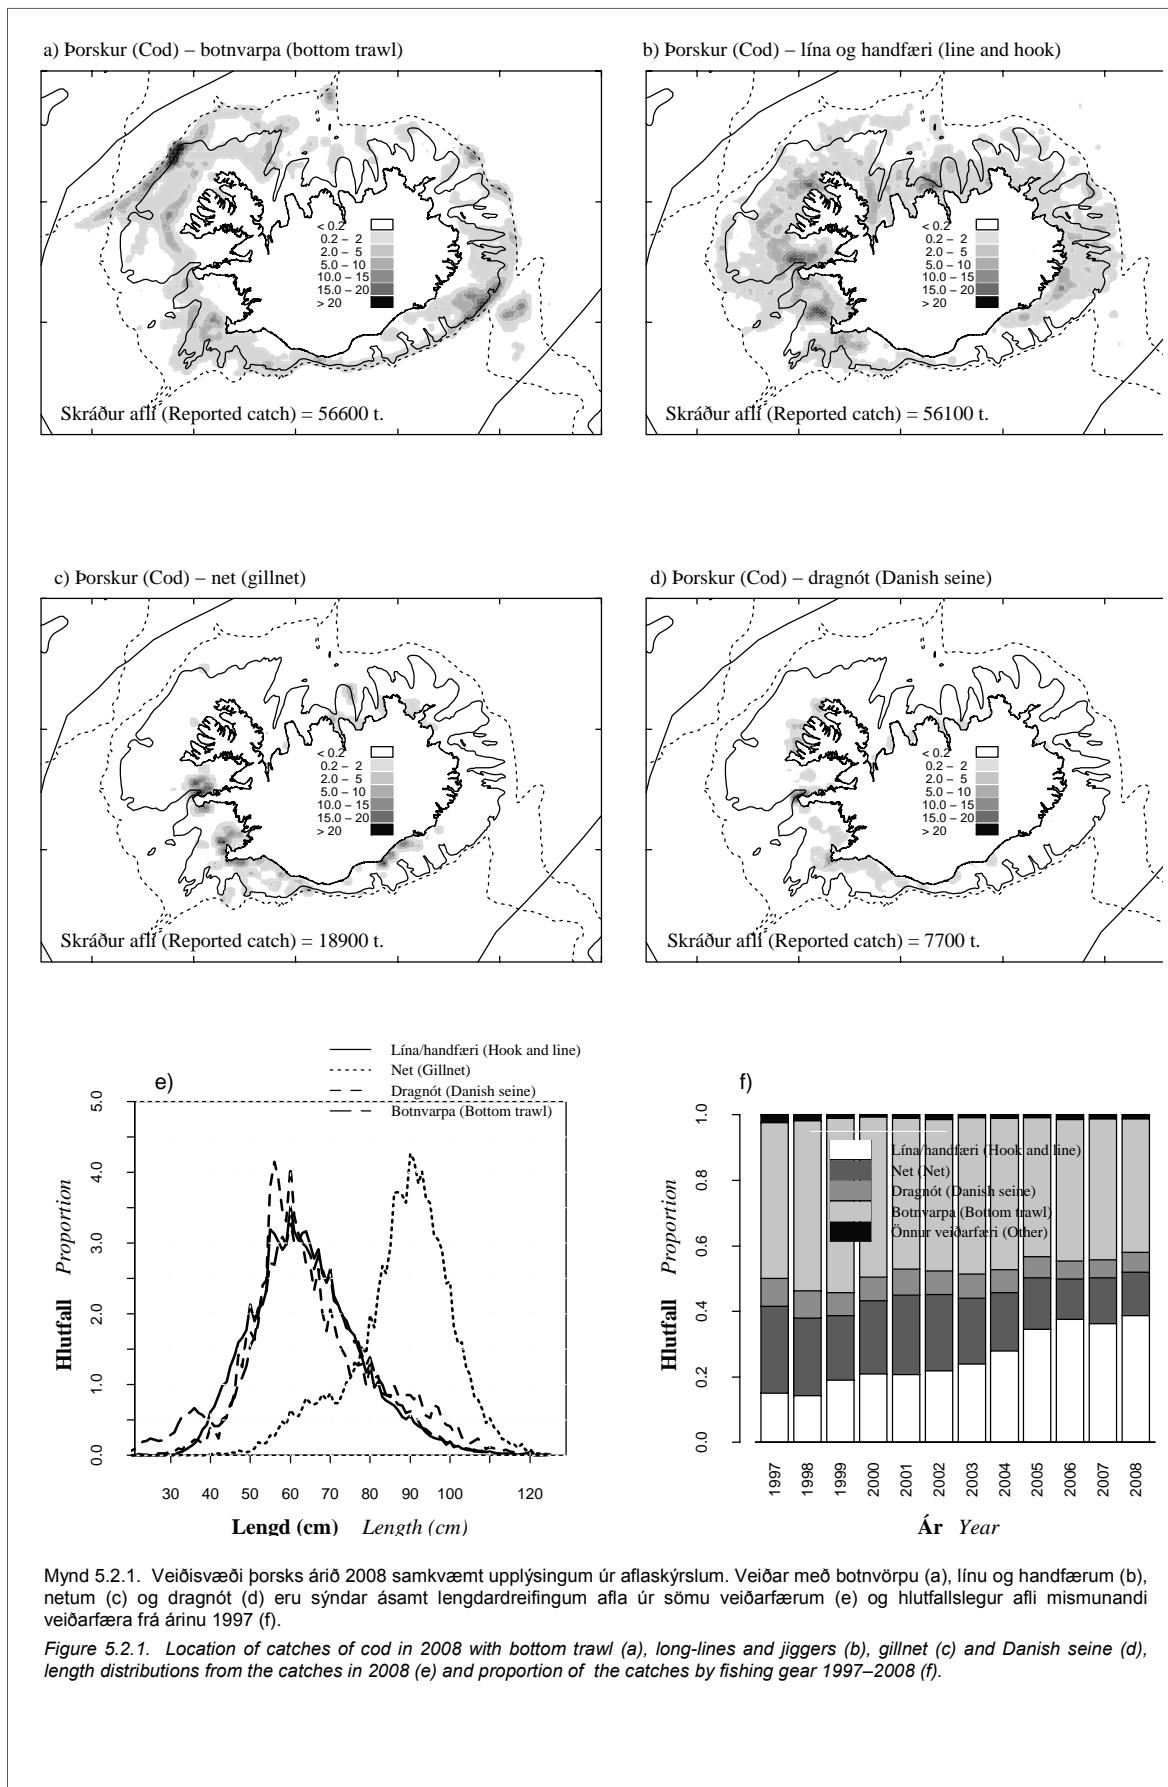 a) Þorskur (Cod) – botnvarpa (bottom trawl)
< 0.2
0.2 – 2
2.0 – 5
5.0 – 10
10.0 – 15
15.0 – 20
> 20
Skráður afli (Reported catch) = 56600 t.
b) Þorskur (Cod) – lína og handfæri (line and hook)
< 0.2
0.2 – 2
2.0 – 5
5.0 – 10
10.0 – 15
15.0 – 20
> 20
Skráður afli (Reported catch) = 56100 t.
c) Þorskur (Cod) – net (gillnet)
< 0.2
0.2 – 2
2.0 – 5
5.0 – 10
10.0 – 15
15.0 – 20
> 20
Skráður afli (Reported catch) = 18900 t.
d) Þorskur (Cod) – dragnót (Danish seine)
< 0.2
0.2 – 2
2.0 – 5
5.0 – 10
10.0 – 15
15.0 – 20
> 20
Skráður afli (Reported catch) = 7700 t.
e)
Lína/handfæri (Hook and line)
Net (Gillnet)
Dragnót (Danish seine)
Botnvarpa (Bottom trawl)
Hlutfall Proportion
5.0
4.0
3.0
2.0
1.0
0.0
30 40 50 60 70 80 90 100 120
Lengd (cm) Length (cm)
f)
Lína/handfæri (Hook and line)
Net (Net)
Dragnót (Danish seine)
Botnvarpa (Bottom trawl)
Önnur veiðarfæri (Other)
Hlutfall Proportion
1.0
0.8
0.6
0.4
0.2
0.0
1997 1998 1999 2000 2001 2002 2003 2004 2005 2006 2007 2008
Ár Year
Mynd 5.2.1. Veiðisvæði þorsks árið 2008 samkvæmt upplýsingum úr aflaskýrslum. Veiðar með botnvörpu (a), línu og handfærum (b),
netum (c) og dragnót (d) eru sýndar ásamt lengdardreifingum afla úr sömu veiðarfærum (e) og hlutfallslegur afli mismunandi
veiðarfæra frá árinu 1997 (f).
Figure 5.2.1. Location of catches of cod in 2008 with bottom trawl (a), long-lines and jiggers (b), gillnet (c) and Danish seine (d),
length distributions from the catches in 2008 (e) and proportion of the catches by fishing gear 1997–2008 (f).